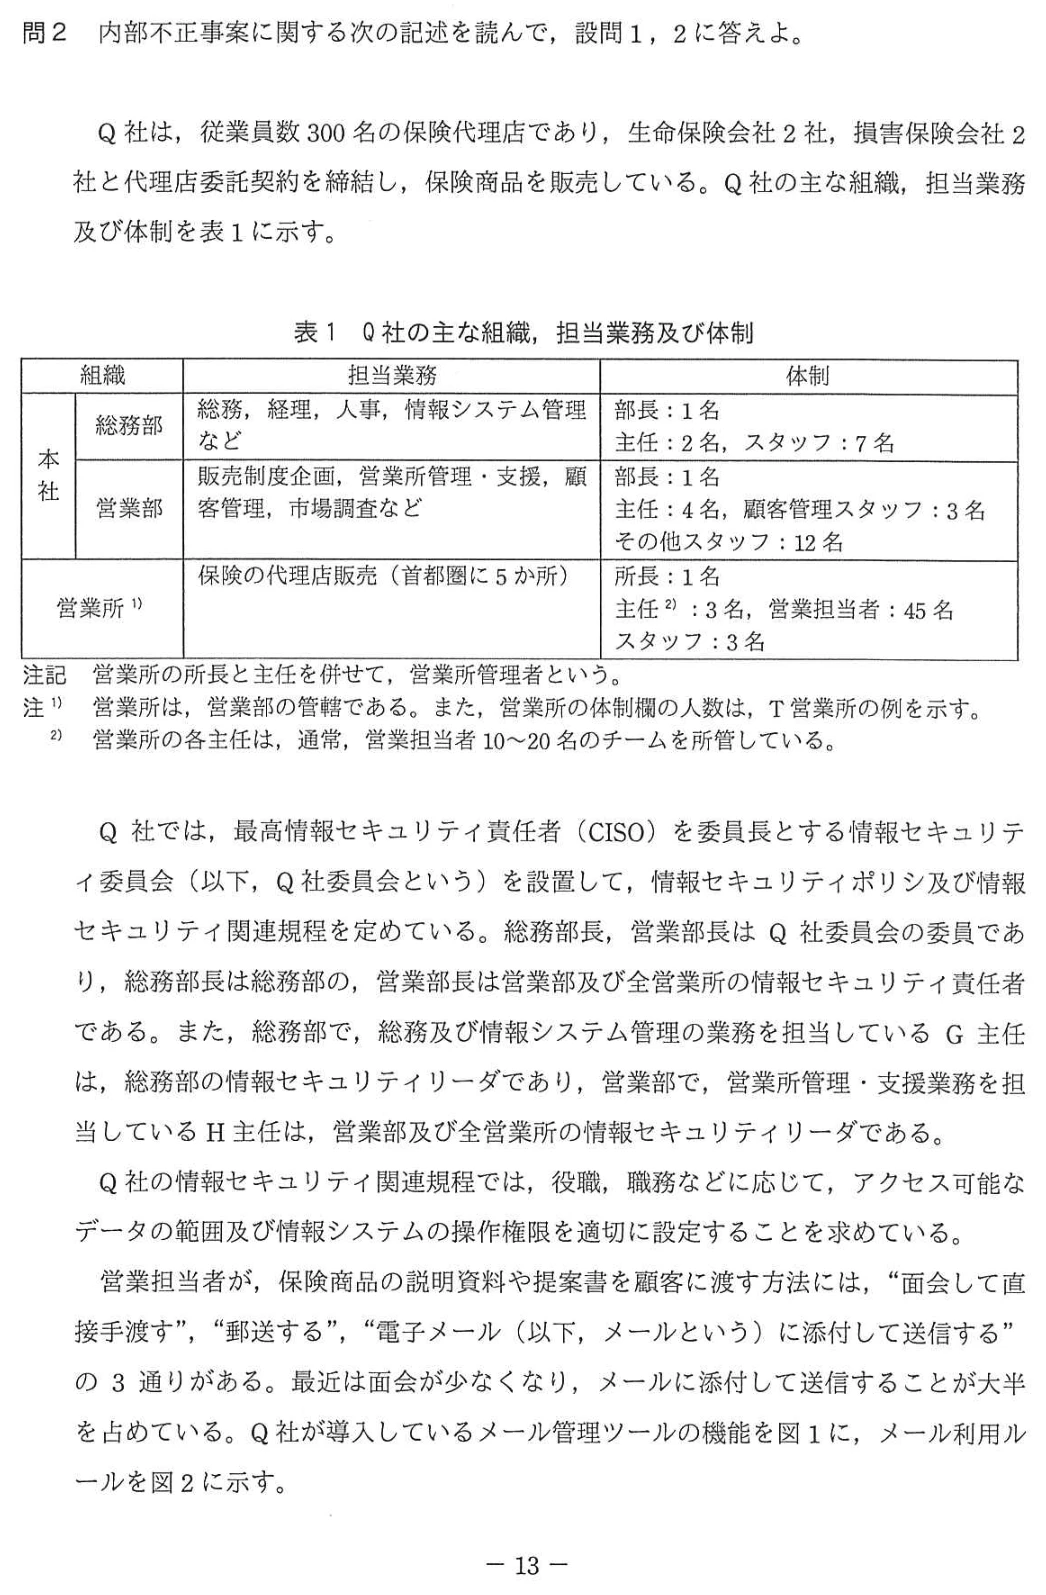 問2　内部不正事案に関する次の記述を読んで，設問1，2に答えよ。
Q社は，従業員数300名の保険代理店であり，生命保険会社2社，損害保険会社2
社と代理店委託契約を締結し，保険商品を販売している。Q社の主な組織，担当業務
及び体制を表1に示す。
表1　Q社の主な組織，担当業務及び体制
組織　担当業務　体制
本社　総務部　総務，経理，人事，情報システム管理　部長：1名
など　主任：2名，スタッフ：7名
営業部　販売制度企画，営業所管理・支援，顧　部長：1名
客管理，市場調査など　主任：4名，顧客管理スタッフ：3名
その他スタッフ：12名
営業所 1)　保険の代理店販売（首都圏に5か所）　所長：1名
主任 2)：3名，営業担当者：45名
スタッフ：3名
注記　営業所の所長と主任を併せて，営業所管理者という。
注 1)　営業所は，営業部の管轄である。また，営業所の体制欄の人数は，T営業所の例を示す。
2)　営業所の各主任は，通常，営業担当者10～20名のチームを所管している。
Q社では，最高情報セキュリティ責任者（CISO）を委員長とする情報セキュリテ
ィ委員会（以下，Q社委員会という）を設置して，情報セキュリティポリシ及び情報
セキュリティ関連規程を定めている。総務部長，営業部長はQ社委員会の委員であ
り，総務部長は総務部の，営業部長は営業部及び全営業所の情報セキュリティ責任者
である。また，総務部で，総務及び情報システム管理の業務を担当しているG主任
は，総務部の情報セキュリティリーダであり，営業部で，営業所管理・支援業務を担
当しているH主任は，営業部及び全営業所の情報セキュリティリーダである。
Q社の情報セキュリティ関連規程では，役職，職務などに応じて，アクセス可能な
データの範囲及び情報システムの操作権限を適切に設定することを求めている。
営業担当者が，保険商品の説明資料や提案書を顧客に渡す方法には，“面会して直
接手渡す”，“郵送する”，“電子メール（以下，メールという）に添付して送信する”
の3通りがある。最近は面会が少なくなり，メールに添付して送信することが大半
を占めている。Q社が導入しているメール管理ツールの機能を図1に，メール利用ル
ールを図2に示す。
― 13 ―